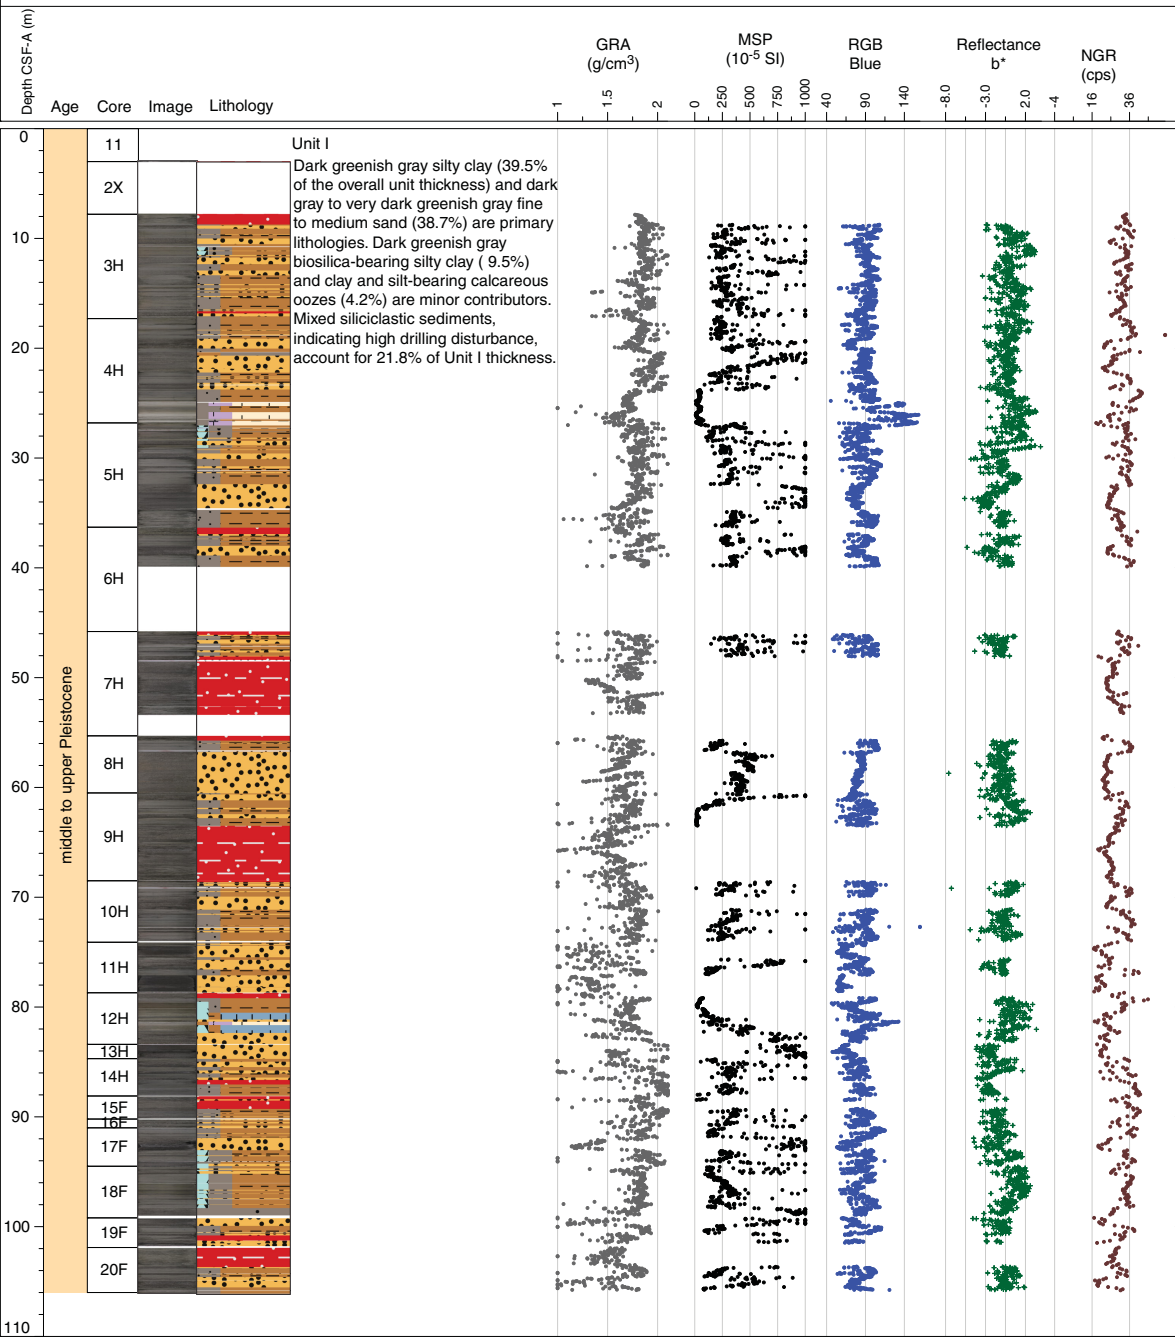 Depth CSF-A (m)
Age
Core
Image
Lithology
GRA
(g/cm³)
1
1.5
2
MSP
(10⁻⁵ SI)
0
250
500
750
1000
RGB
Blue
40
90
140
Reflectance
b*
-8.0
-3.0
2.0
NGR
(cps)
-4
16
36
0
10
20
30
40
50
60
70
80
90
100
110
middle to upper Pleistocene
11
2X
3H
4H
5H
6H
7H
8H
9H
10H
11H
12H
13H
14H
15F
16F
17F
18F
19F
20F
Unit I
Dark greenish gray silty clay (39.5%
of the overall unit thickness) and dark
gray to very dark greenish gray fine
to medium sand (38.7%) are primary
lithologies. Dark greenish gray
biosilica-bearing silty clay ( 9.5%)
and clay and silt-bearing calcareous
oozes (4.2%) are minor contributors.
Mixed siliciclastic sediments,
indicating high drilling disturbance,
account for 21.8% of Unit I thickness.